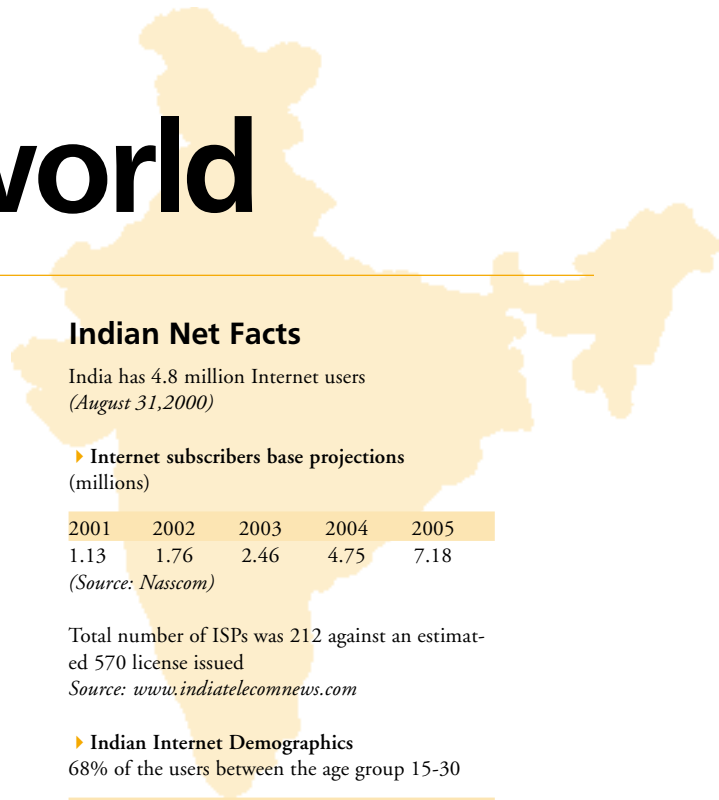 world
Indian Net Facts
India has 4.8 million Internet users
(August 31,2000)
Internet subscribers base projections
(millions)
2001 2002 2003 2004 2005
1.13 1.76 2.46 4.75 7.18
(Source: Nasscom)
Total number of ISPs was 212 against an estimat-
ed 570 license issued
Source: www.indiatelecomnews.com
Indian Internet Demographics
68% of the users between the age group 15-30